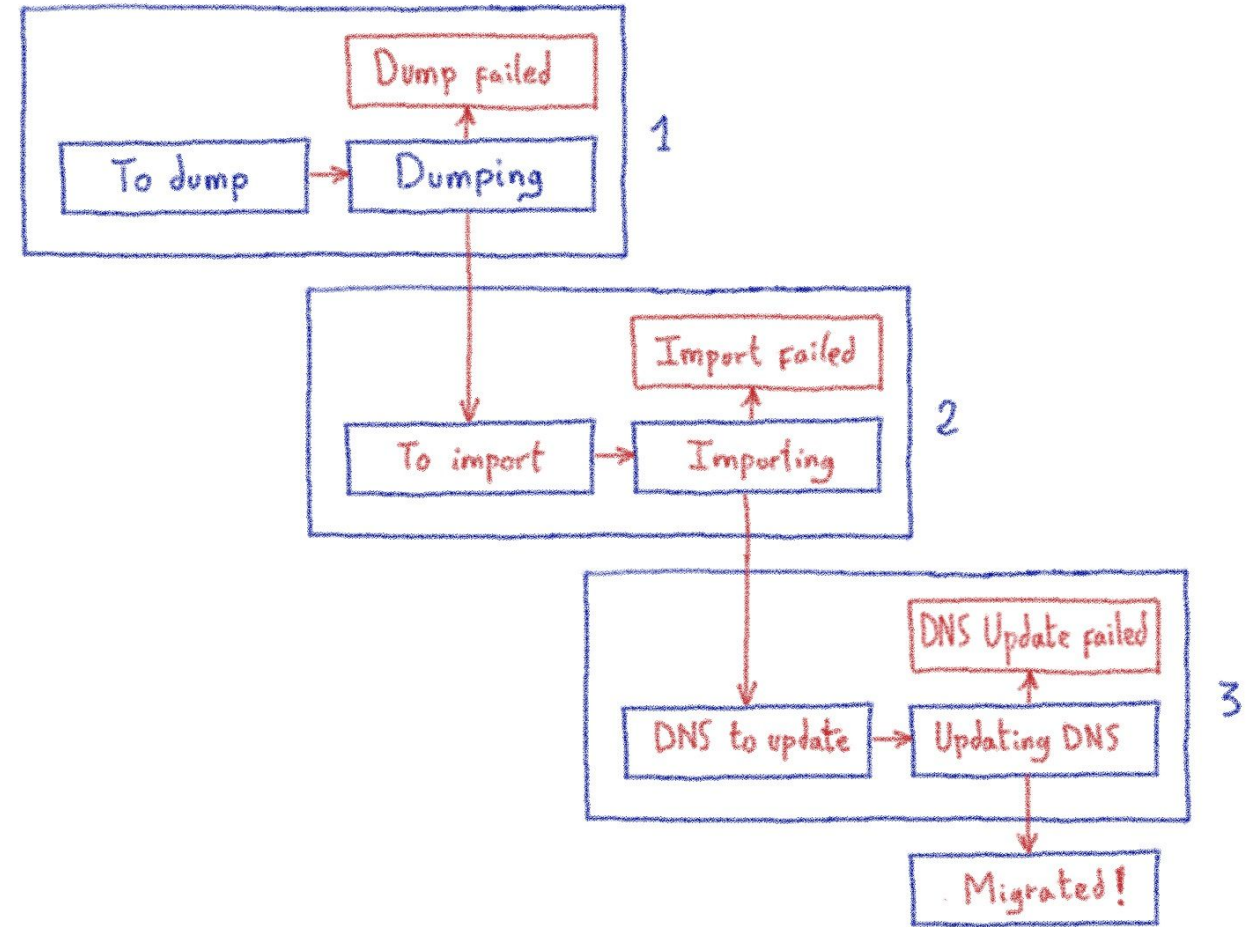 Dump failed
1
To dump
Dumping
Import failed
2
To import
Importing
DNS Update failed
3
DNS to update
Updating DNS
Migrated!